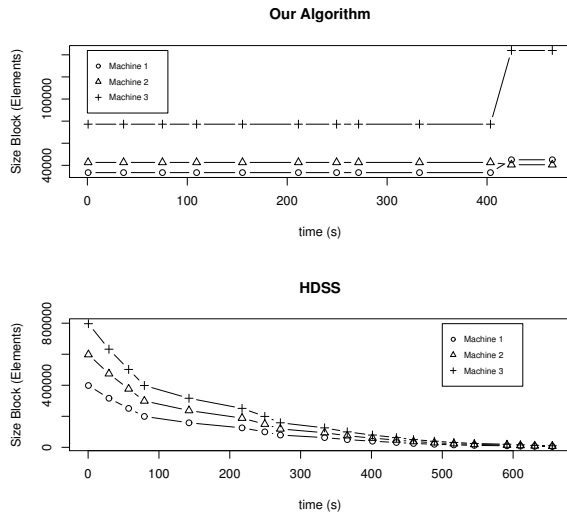 Our Algorithm
Size Block (Elements)
40000
100000
Machine 1
Machine 2
Machine 3
0 100 200 300 400
time (s)
HDSS
Size Block (Elements)
0
400000
800000
Machine 1
Machine 2
Machine 3
0 100 200 300 400 500 600
time (s)